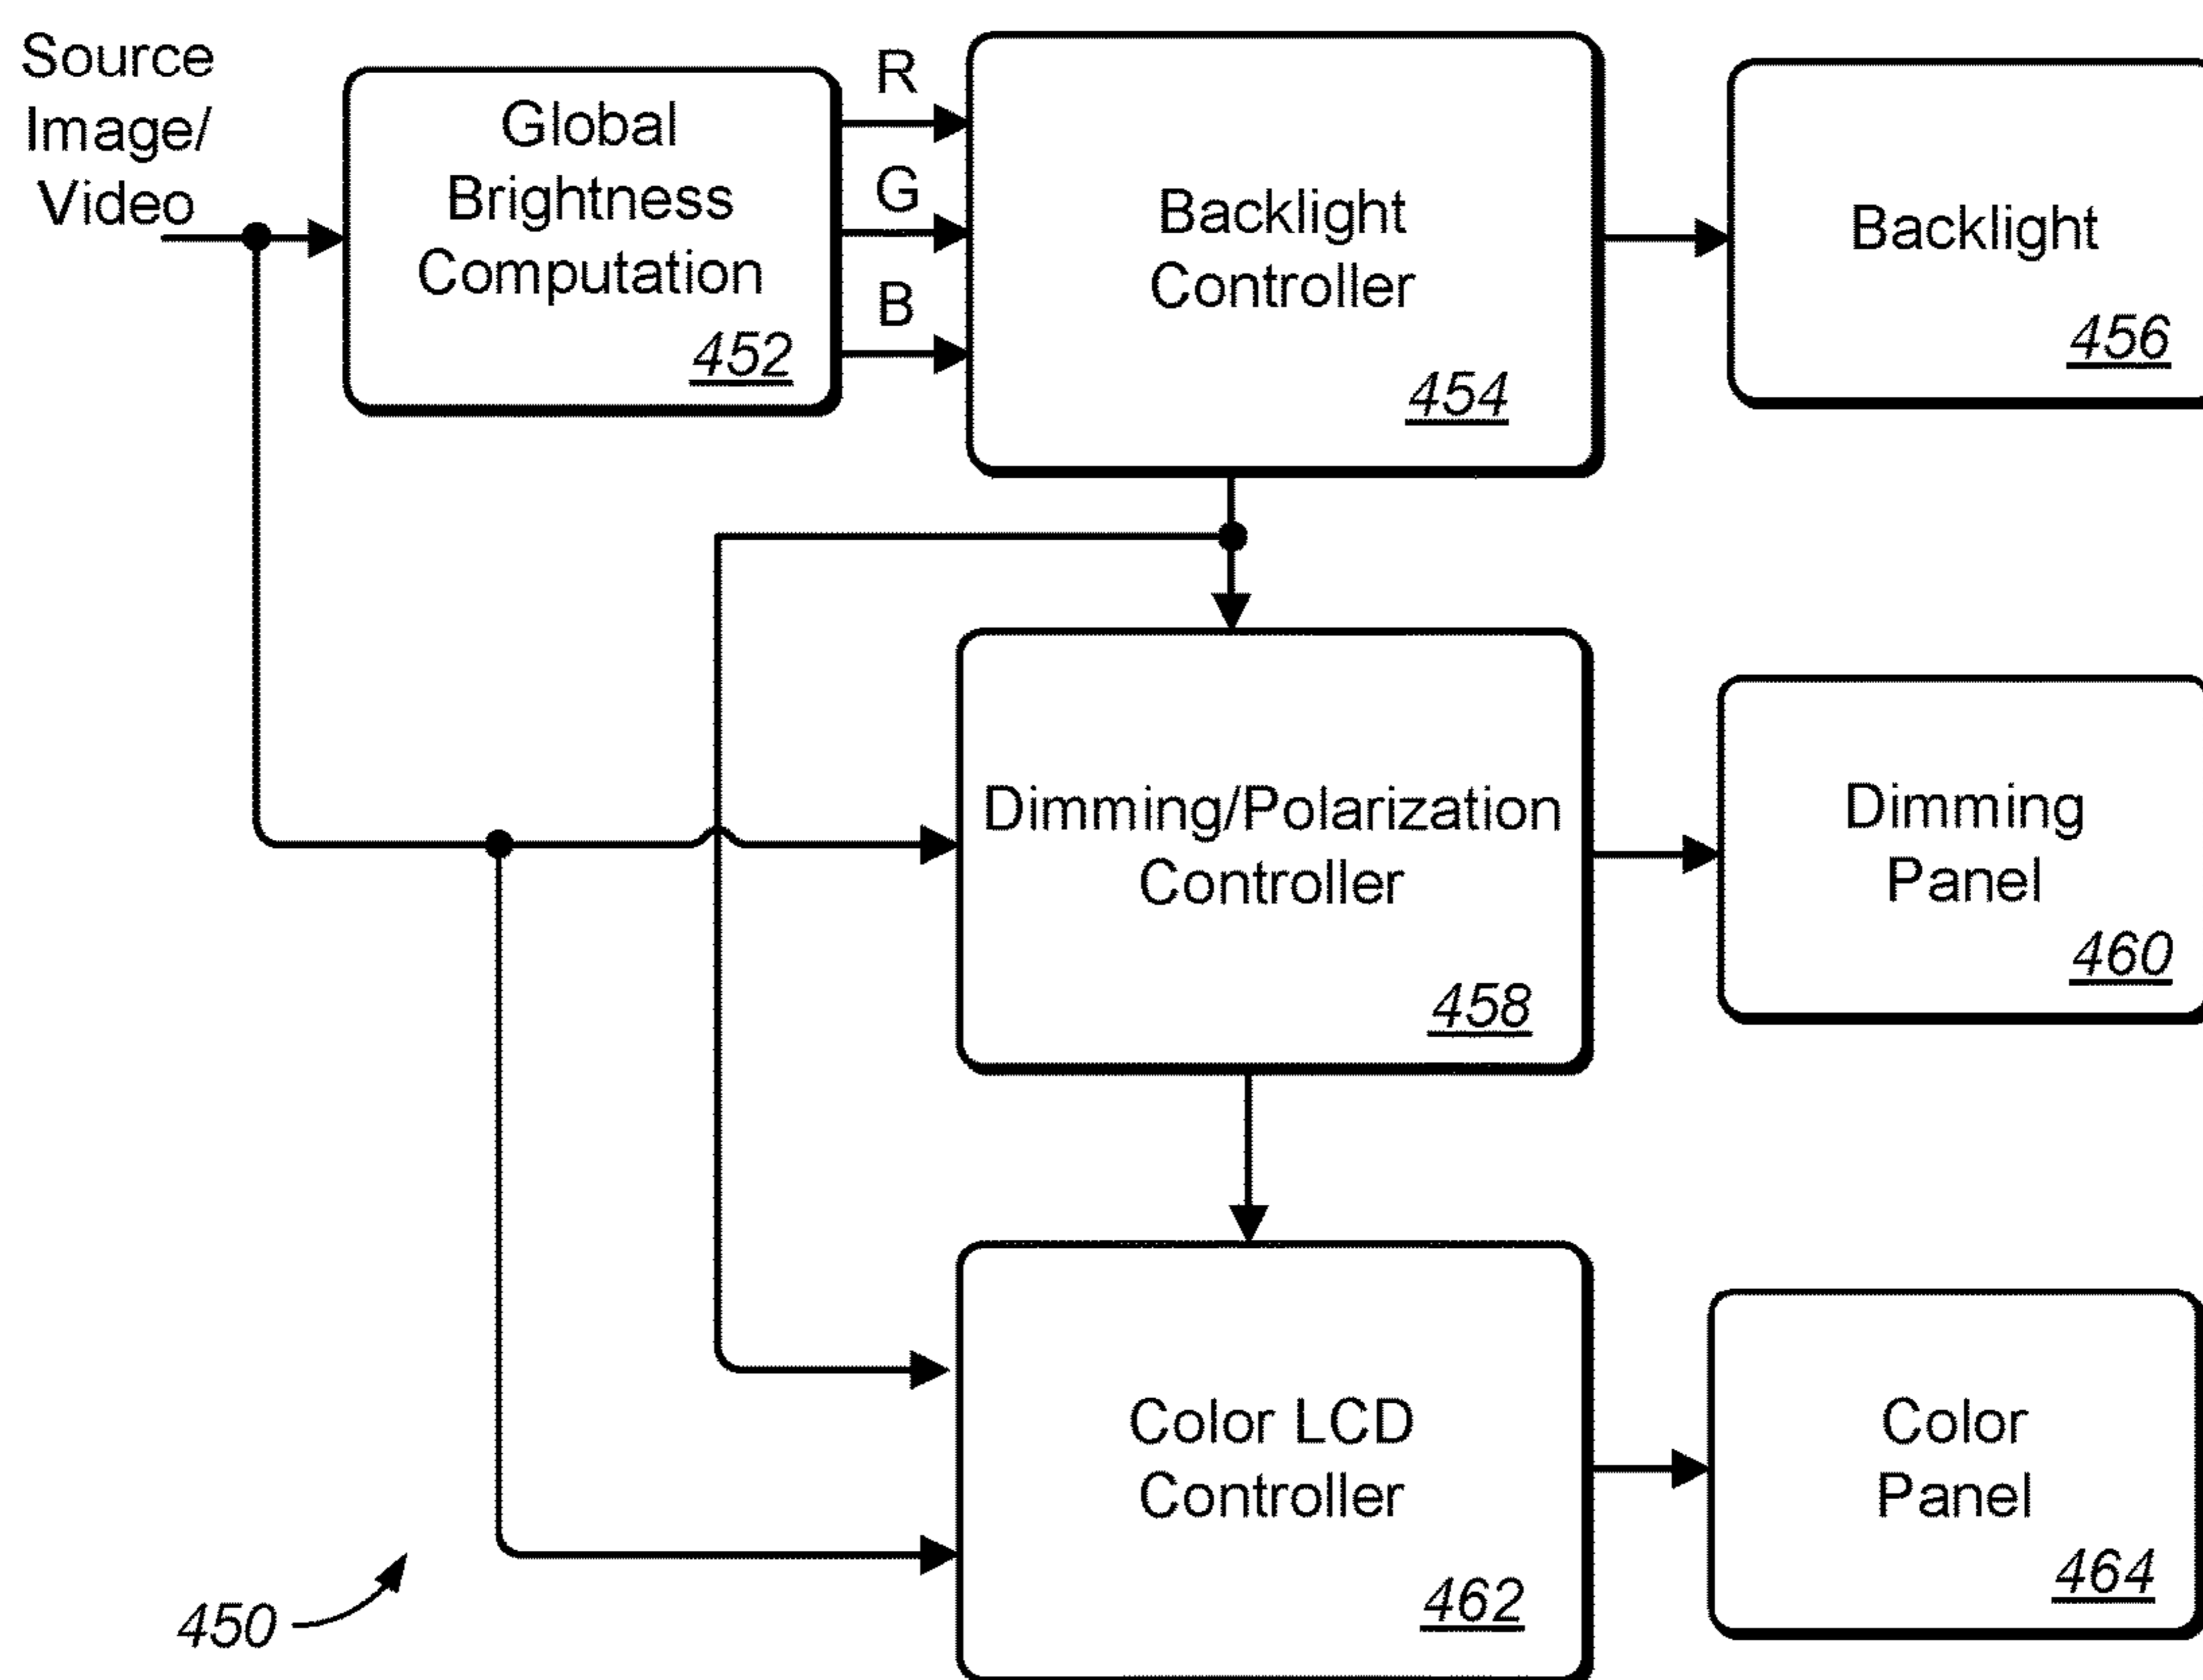 Source
Image/
Video
Global
Brightness
Computation
452
R
G
B
Backlight
Controller
454
Backlight
456
Dimming/Polarization
Controller
458
Dimming
Panel
460
Color LCD
Controller
462
Color
Panel
464
450